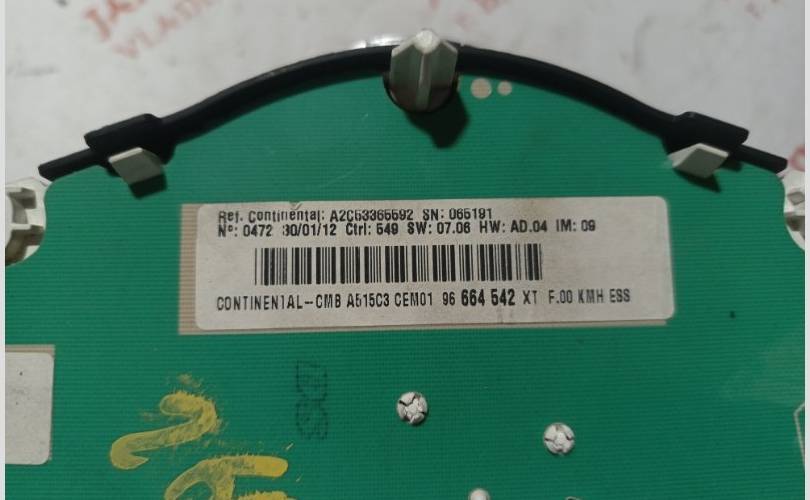 Ref. Continental: A2C53365592 SN: 065191
Nº: 0472 30/01/12 Ctrl: 549 SW: 07.06 HW: AD.04 IM: 09
CONTINENTAL-CMB A515C3 CEM01 96 664 542 XT F.00 KMH ESS